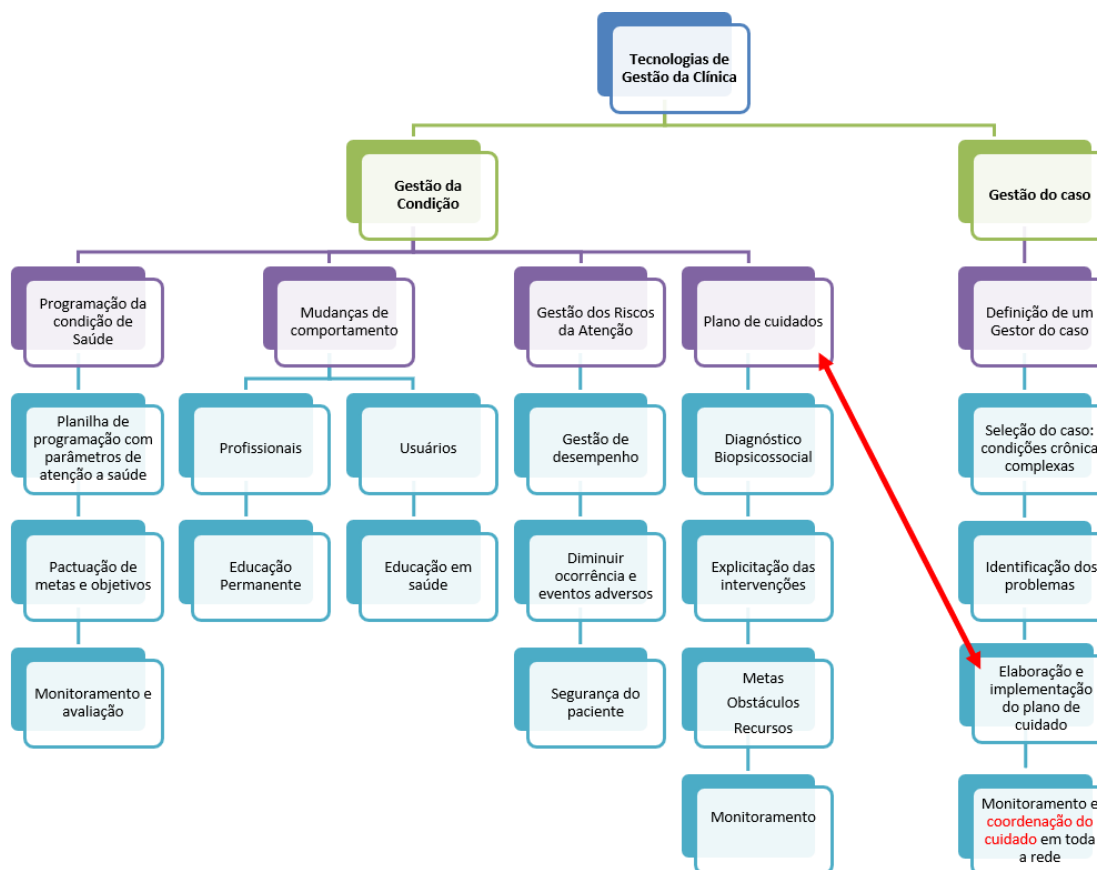 Tecnologias de
Gestão da Clínica
Gestão da
Condição
Gestão do caso
Programação da
condição de
Saúde
Mudanças de
comportamento
Gestão dos Riscos
da Atenção
Plano de cuidados
Definição de um
Gestor do caso
Planilha de
programação com
parâmetros de
atenção a saúde
Profissionais
Usuários
Gestão de
desempenho
Diagnóstico
Biopsicossocial
Seleção do caso:
condições crônica
complexas
Pactuação de
metas e objetivos
Educação
Permanente
Educação em
saúde
Diminuir
ocorrência e
eventos adversos
Explicitação das
intervenções
Identificação dos
problemas
Monitoramento e
avaliação
Segurança do
paciente
Metas
Obstáculos
Recursos
Elaboração e
implementação
do plano de
cuidado
Monitoramento
Monitoramento e
coordenação do
cuidado em toda
a rede